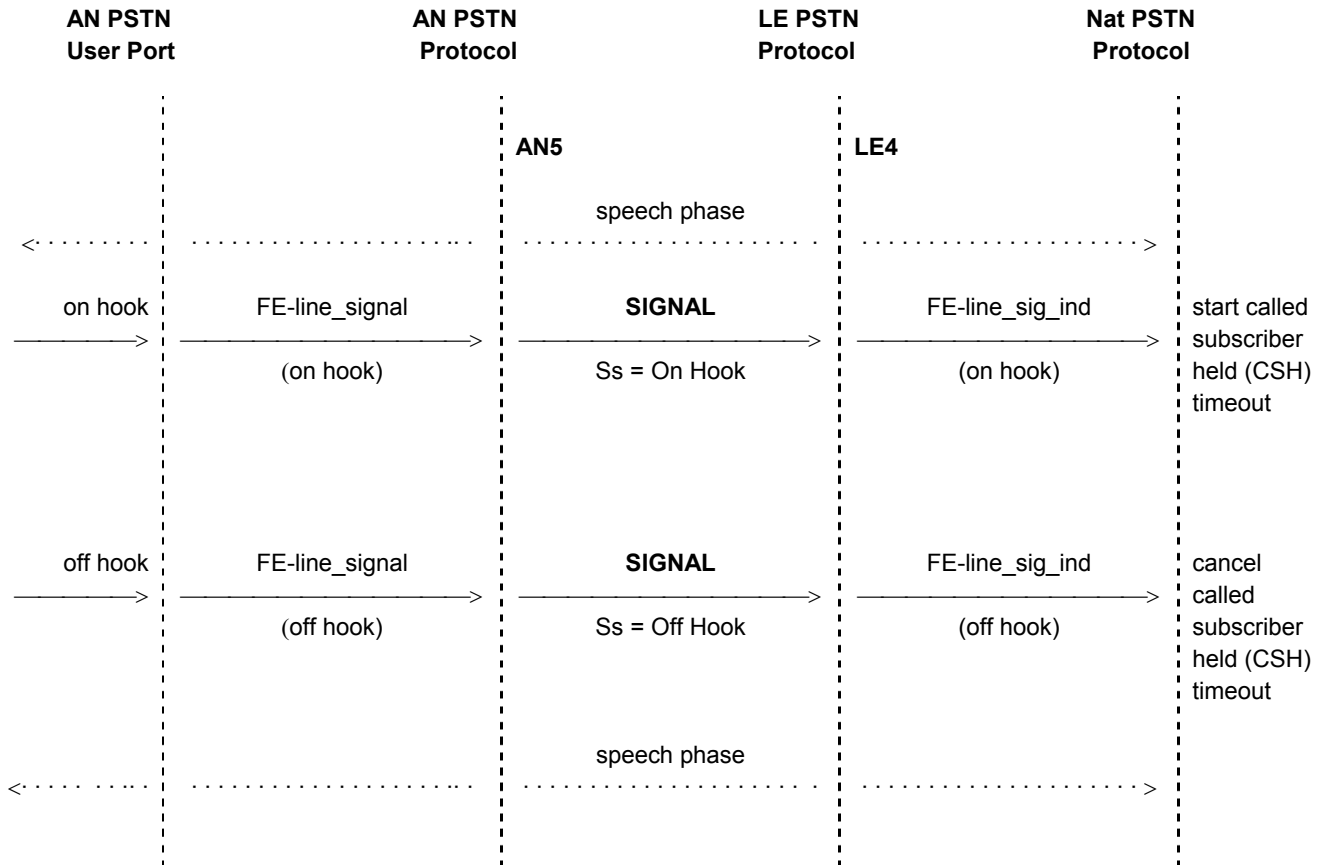 AN PSTN User Port
AN PSTN Protocol
LE PSTN Protocol
Nat PSTN Protocol
AN5
LE4
speech phase
on hook
FE-line_signal
(on hook)
SIGNAL
Ss = On Hook
FE-line_sig_ind
(on hook)
start called
subscriber
held (CSH)
timeout
off hook
FE-line_signal
(off hook)
SIGNAL
Ss = Off Hook
FE-line_sig_ind
(off hook)
cancel
called
subscriber
held (CSH)
timeout
speech phase